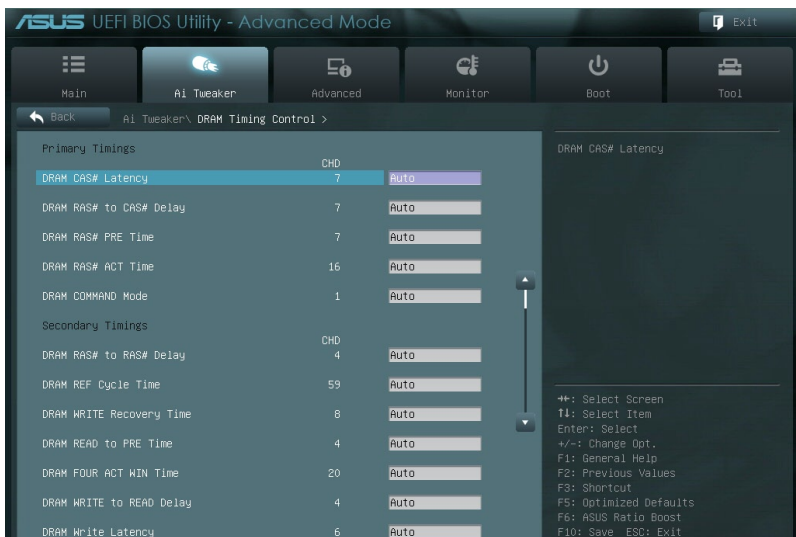 ASUS UEFI BIOS Utility - Advanced Mode
Exit
Main
Ai Tweaker
Advanced
Monitor
Boot
Tool
Back
Ai Tweaker\ DRAM Timing Control >
Primary Timings
CHD
DRAM CAS# Latency 7 Auto
DRAM RAS# to CAS# Delay 7 Auto
DRAM RAS# PRE Time 7 Auto
DRAM RAS# ACT Time 16 Auto
DRAM COMMAND Mode 1 Auto
Secondary Timings
CHD
DRAM RAS# to RAS# Delay 4 Auto
DRAM REF Cycle Time 59 Auto
DRAM WRITE Recovery Time 8 Auto
DRAM READ to PRE Time 4 Auto
DRAM FOUR ACT WIN Time 20 Auto
DRAM WRITE to READ Delay 4 Auto
DRAM Write Latency 6 Auto
DRAM CAS# Latency
→←: Select Screen
↑↓: Select Item
Enter: Select
+/-: Change Opt.
F1: General Help
F2: Previous Values
F3: Shortcut
F5: Optimized Defaults
F6: ASUS Ratio Boost
F10: Save ESC: Exit